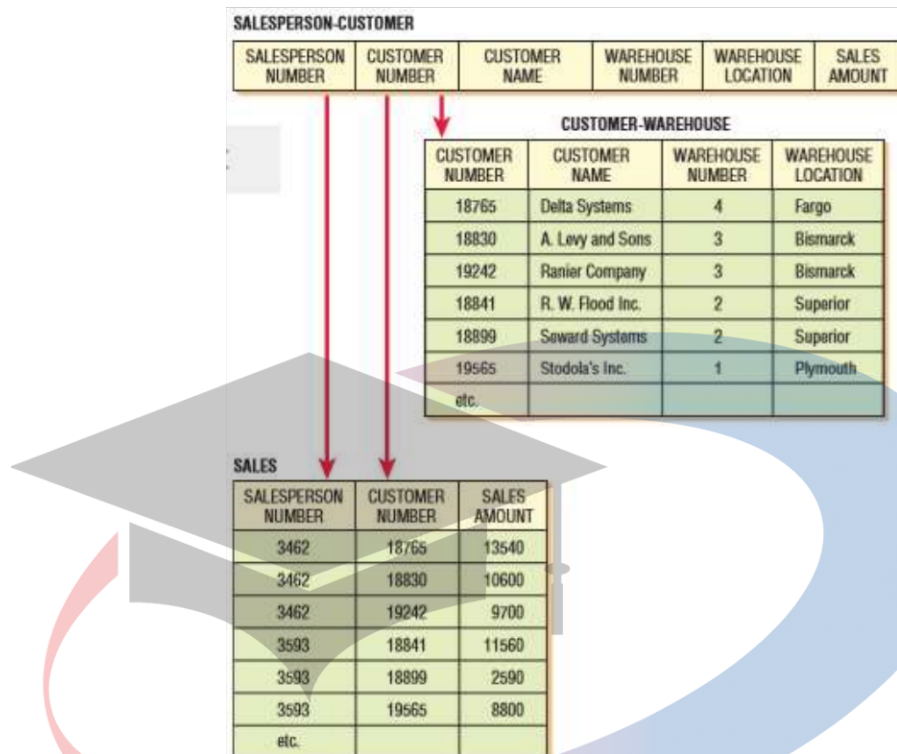 SALESPERSON-CUSTOMER
SALESPERSON NUMBER CUSTOMER NUMBER CUSTOMER NAME WAREHOUSE NUMBER WAREHOUSE LOCATION SALES AMOUNT
CUSTOMER-WAREHOUSE
CUSTOMER NUMBER CUSTOMER NAME WAREHOUSE NUMBER WAREHOUSE LOCATION
18765 Delta Systems 4 Fargo
18830 A. Levy and Sons 3 Bismarck
19242 Ranier Company 3 Bismarck
18841 R. W. Flood Inc. 2 Superior
18899 Seward Systems 2 Superior
19565 Stodola's Inc. 1 Plymouth
etc.
SALES
SALESPERSON NUMBER CUSTOMER NUMBER SALES AMOUNT
3462 18765 13540
3462 18830 10600
3462 19242 9700
3593 18841 11560
3593 18899 2590
3593 19565 8800
etc.